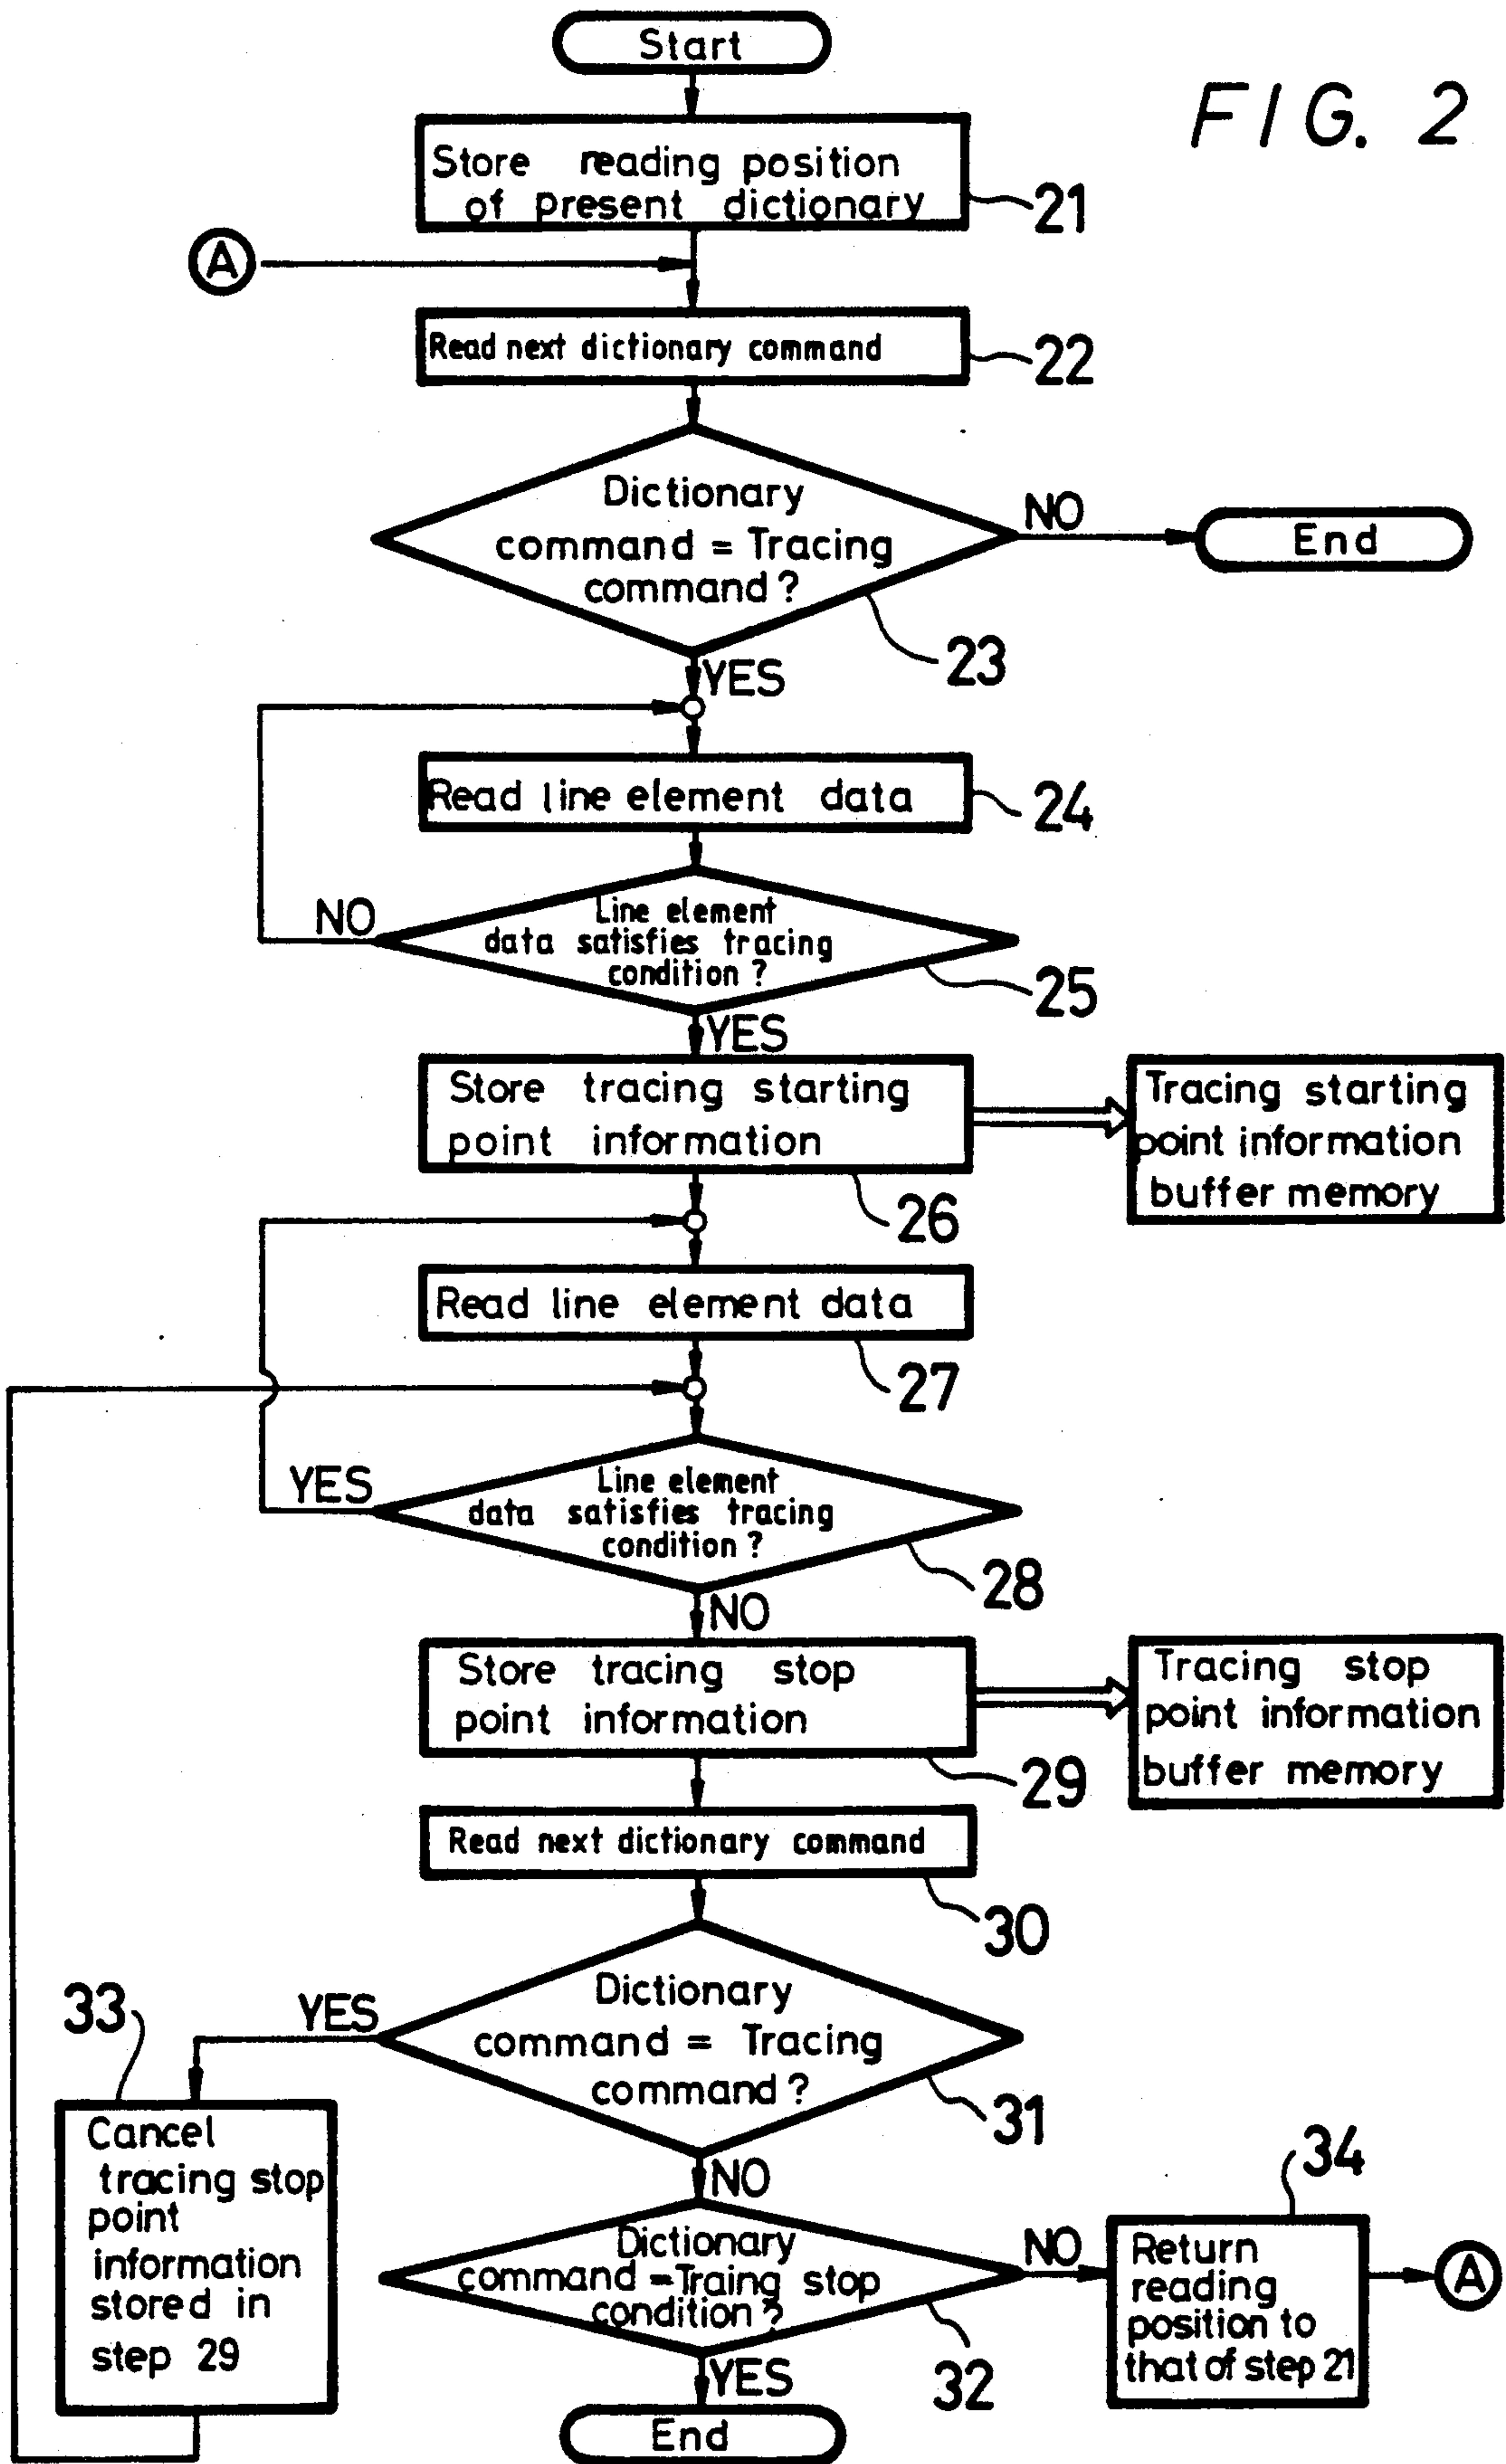 Start
FIG. 2
Store reading position
of present dictionary
21
A
Read next dictionary command
22
Dictionary
command = Tracing
command?
NO
End
23
YES
Read line element data
24
NO
Line element
data satisfies tracing
condition?
25
YES
Store tracing starting
point information
26
Tracing starting
point information
buffer memory
Read line element data
27
YES
Line element
data satisfies tracing
condition?
28
NO
Store tracing stop
point information
29
Tracing stop
point information
buffer memory
Read next dictionary command
30
33
YES
Dictionary
command = Tracing
command?
31
Cancel
tracing stop
point
information
stored in
step 29
NO
34
Dictionary
command = Traing stop
condition?
32
NO
Return
reading
position to
that of step 21
A
YES
End